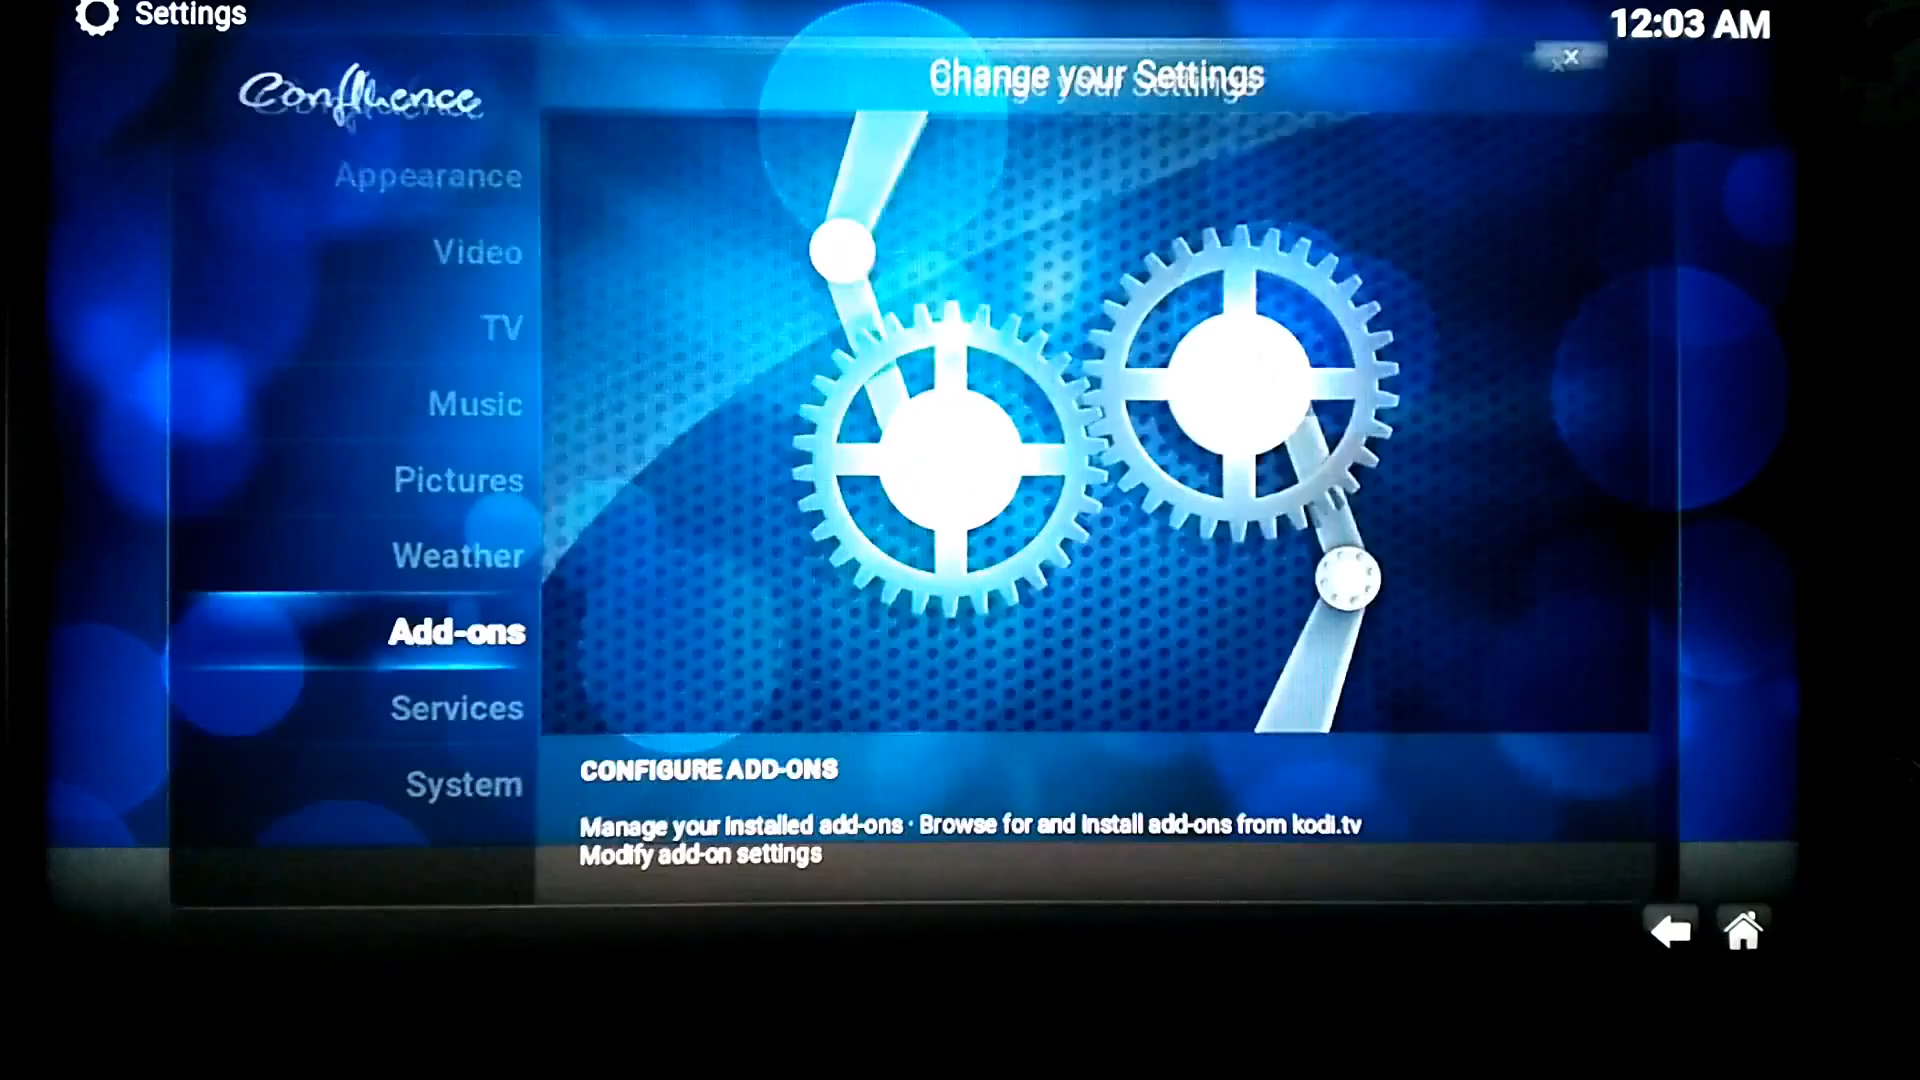 Settings
12:03 AM
Confluence
Change your Settings
Appearance
Video
TV
Music
Pictures
Weather
Add-ons
Services
System
CONFIGURE ADD-ONS
Manage your installed add-ons · Browse for and install add-ons from kodi.tv
Modify add-on settings